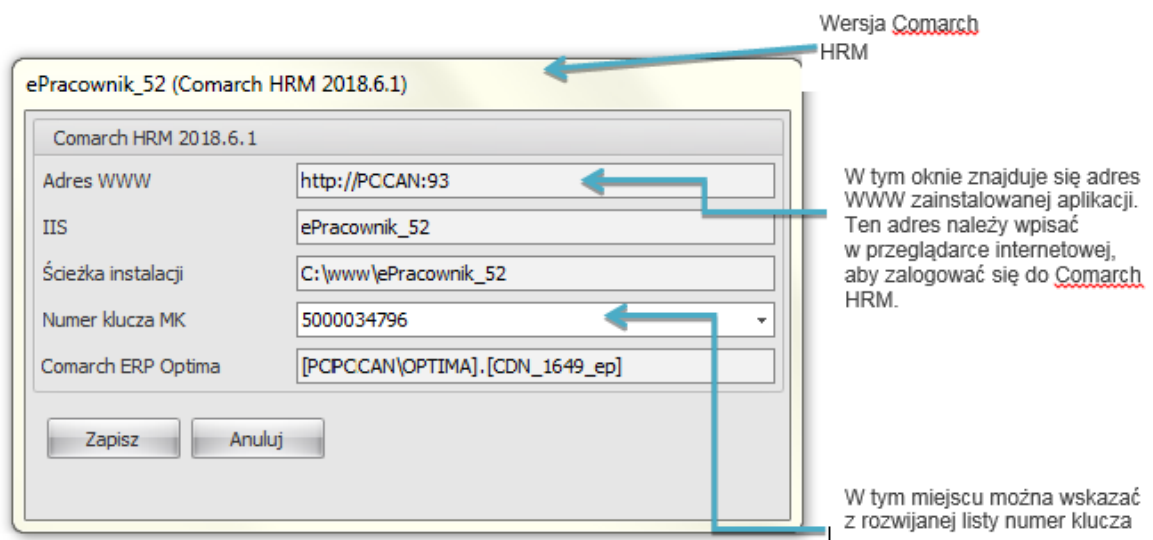 Wersja Comarch
HRM
ePracownik_52 (Comarch HRM 2018.6.1)
Comarch HRM 2018.6.1
Adres WWW
http://PCCAN:93
IIS
ePracownik_52
Ścieżka instalacji
C:\www\ePracownik_52
Numer klucza MK
5000034796
Comarch ERP Optima
[PCIPCCAN\OPTIMA].[CDN_1649_ep]
Zapisz
Anuluj
W tym oknie znajduje się adres
WWW zainstalowanej aplikacji.
Ten adres należy wpisać
w przeglądarce internetowej,
aby zalogować się do Comarch
HRM.
W tym miejscu można wskazać
z rozwijanej listy numer klucza